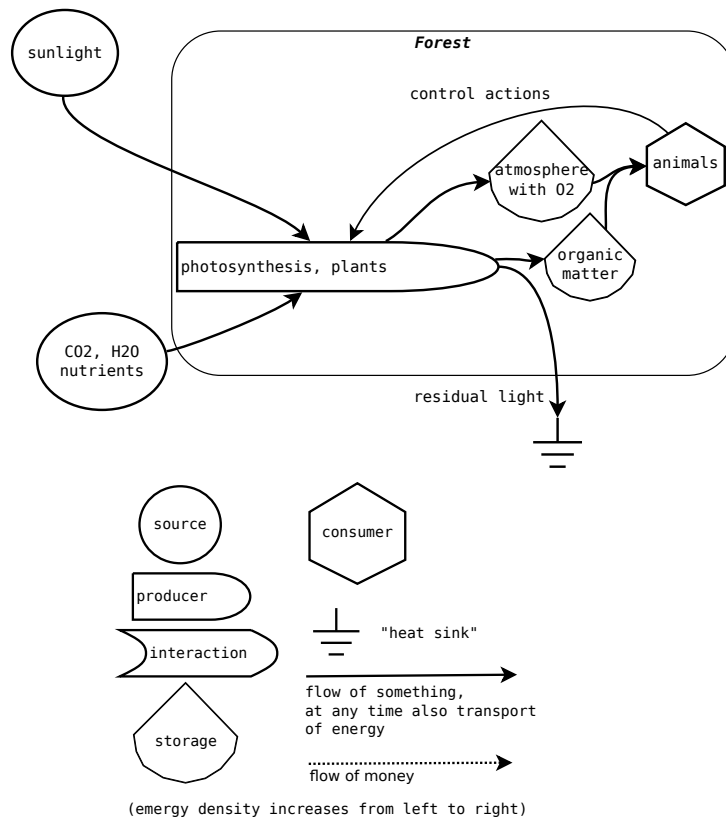 Forest
sunlight
control actions
atmosphere
with O2
animals
photosynthesis, plants
organic
matter
CO2, H2O
nutrients
residual light
source
consumer
producer
"heat sink"
interaction
flow of something,
at any time also transport
of energy
storage
flow of money
(emergy density increases from left to right)